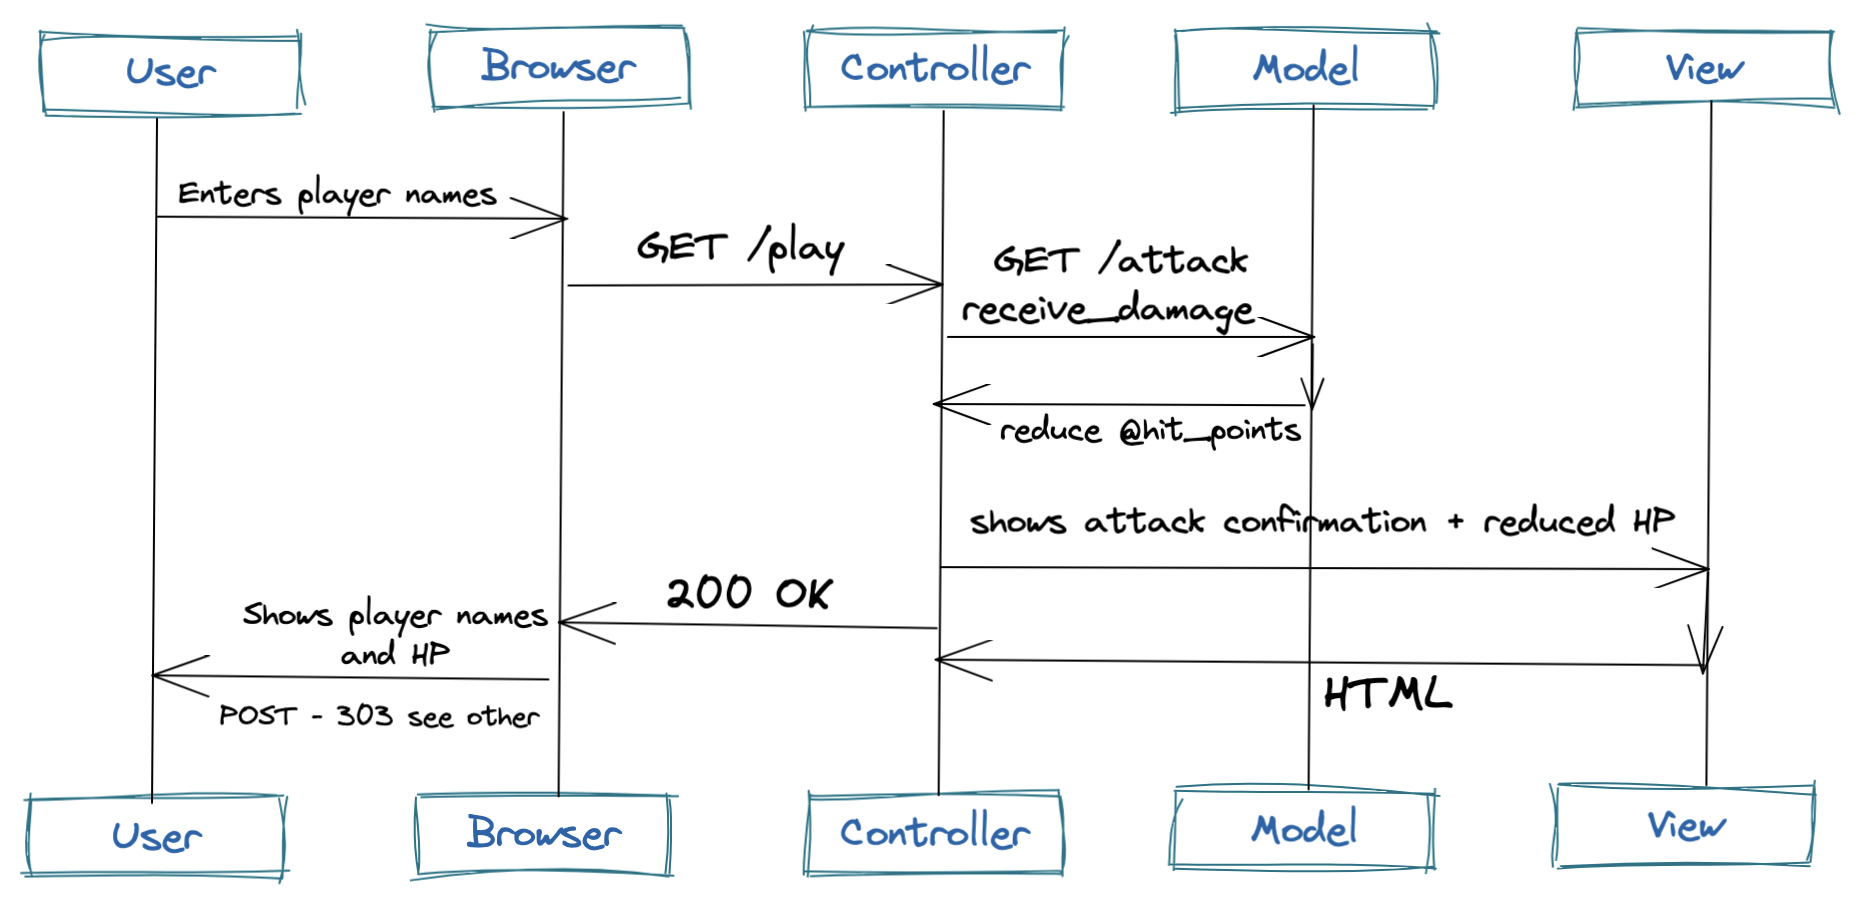 User
Browser
Controller
Model
View
Enters player names
GET /play
GET /attack
receive_damage
reduce @hit_points
shows attack confirmation + reduced HP
200 OK
Shows player names
and HP
HTML
POST - 303 see other
User
Browser
Controller
Model
View